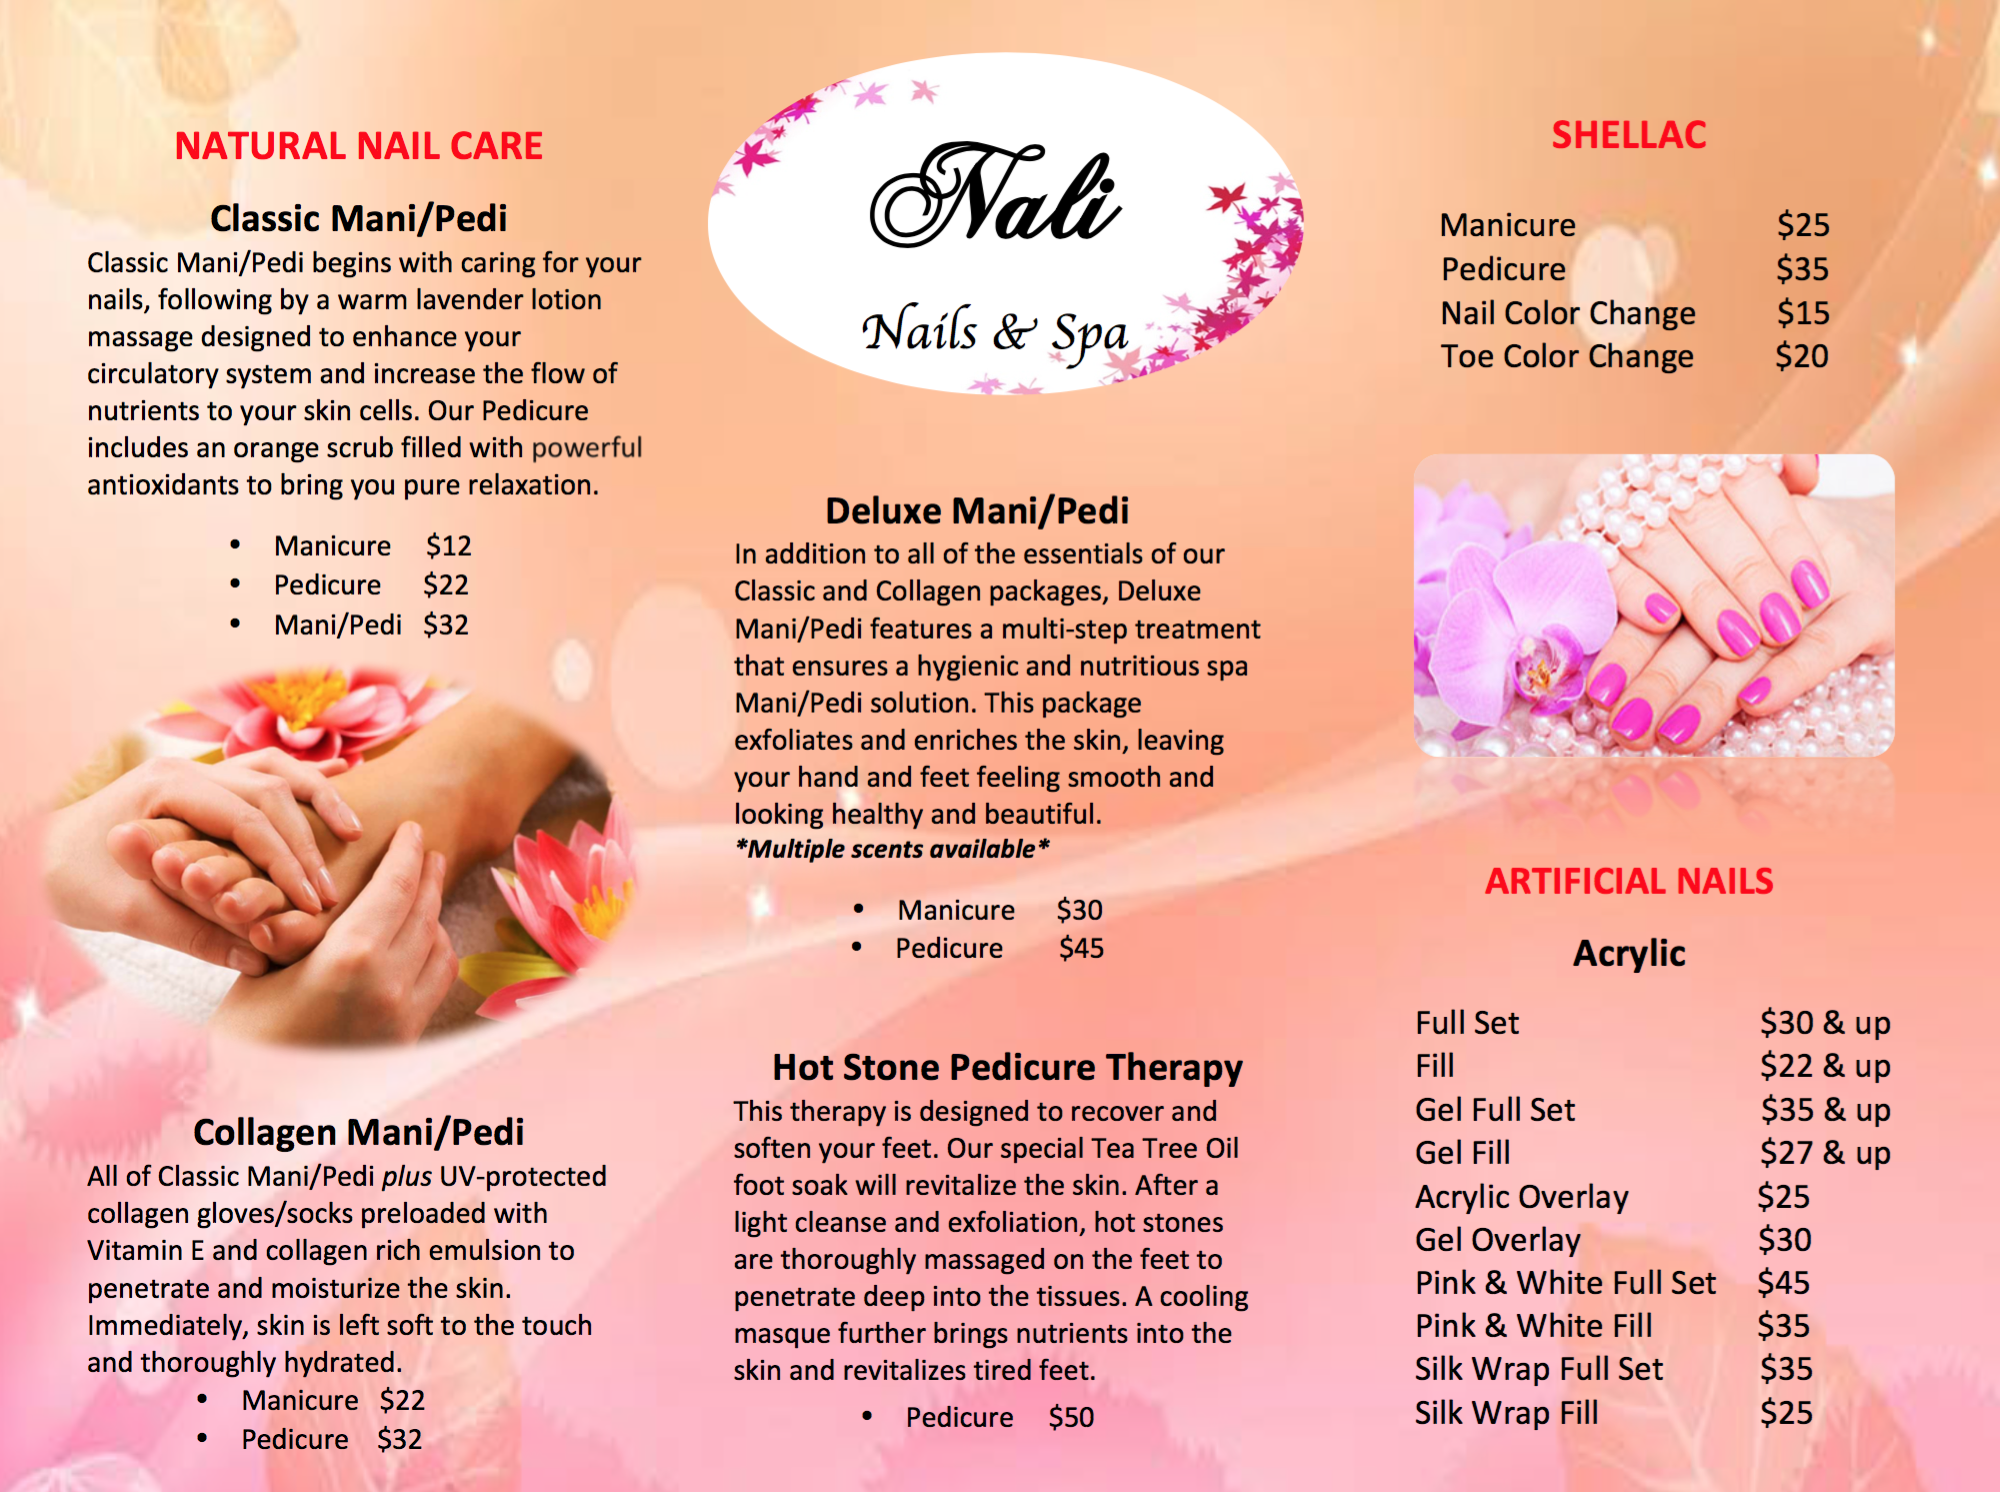 NATURAL NAIL CARE
Classic Mani/Pedi
Classic Mani/Pedi begins with caring for your
nails, following by a warm lavender lotion
massage designed to enhance your
circulatory system and increase the flow of
nutrients to your skin cells. Our Pedicure
includes an orange scrub filled with powerful
antioxidants to bring you pure relaxation.
• Manicure $12
• Pedicure $22
• Mani/Pedi $32
Collagen Mani/Pedi
All of Classic Mani/Pedi plus UV-protected
collagen gloves/socks preloaded with
Vitamin E and collagen rich emulsion to
penetrate and moisturize the skin.
Immediately, skin is left soft to the touch
and thoroughly hydrated.
• Manicure $22
• Pedicure $32
Nali
Nails & Spa
Deluxe Mani/Pedi
In addition to all of the essentials of our
Classic and Collagen packages, Deluxe
Mani/Pedi features a multi-step treatment
that ensures a hygienic and nutritious spa
Mani/Pedi solution. This package
exfoliates and enriches the skin, leaving
your hand and feet feeling smooth and
looking healthy and beautiful.
*Multiple scents available*
• Manicure $30
• Pedicure $45
Hot Stone Pedicure Therapy
This therapy is designed to recover and
soften your feet. Our special Tea Tree Oil
foot soak will revitalize the skin. After a
light cleanse and exfoliation, hot stones
are thoroughly massaged on the feet to
penetrate deep into the tissues. A cooling
masque further brings nutrients into the
skin and revitalizes tired feet.
• Pedicure $50
SHELLAC
Manicure $25
Pedicure $35
Nail Color Change $15
Toe Color Change $20
ARTIFICIAL NAILS
Acrylic
Full Set $30 & up
Fill $22 & up
Gel Full Set $35 & up
Gel Fill $27 & up
Acrylic Overlay $25
Gel Overlay $30
Pink & White Full Set $45
Pink & White Fill $35
Silk Wrap Full Set $35
Silk Wrap Fill $25